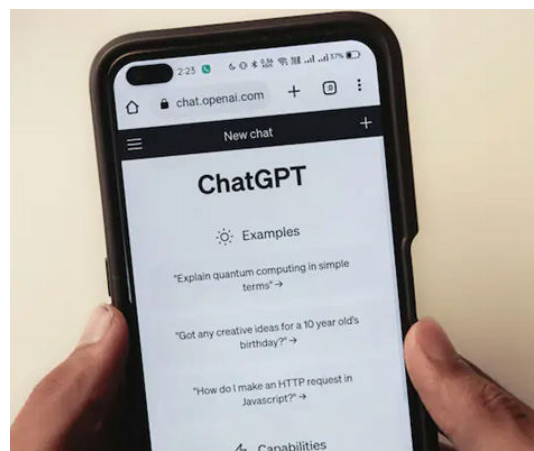 2:23
57%
chat.openai.com
New chat
ChatGPT
Examples
"Explain quantum computing in simple
terms" →
"Got any creative ideas for a 10 year old's
birthday?" →
"How do I make an HTTP request in
Javascript?" →
Capabilities